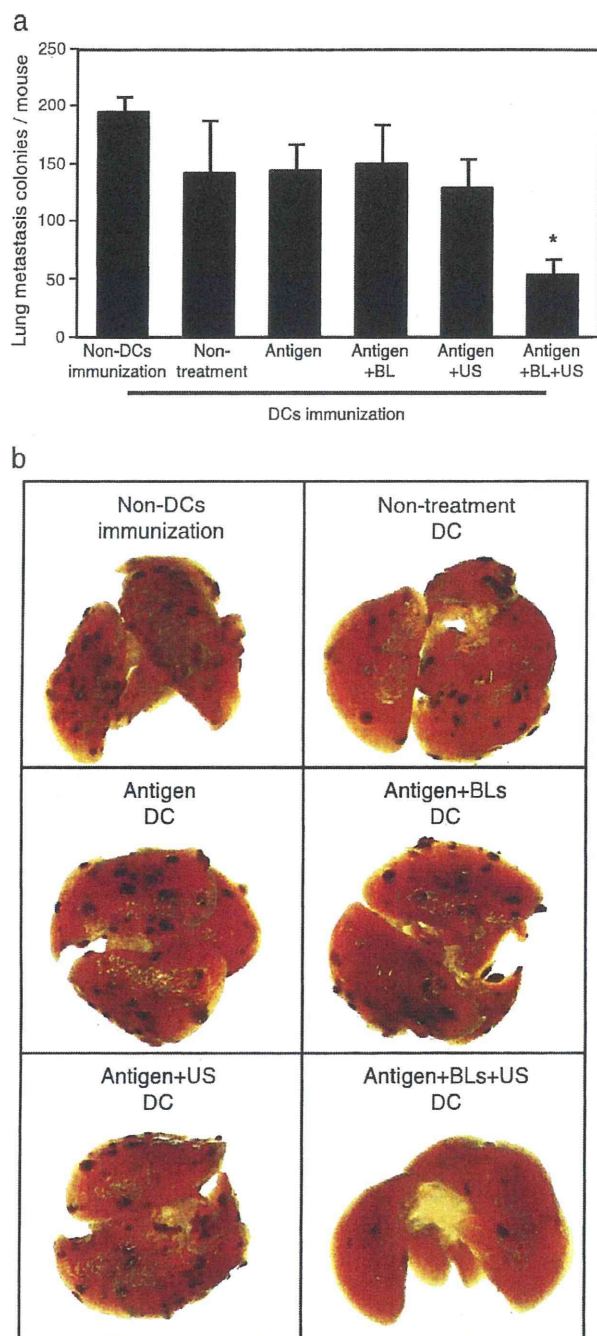 a
Lung metastasis colonies / mouse
250
200
150
100
50
0
*
Non-DCs
immunization
Non-
treatment
Antigen
Antigen
+BL
Antigen
+US
Antigen
+BL+US
DCs immunization
b
Non-DCs
immunization
Non-treatment
DC
Antigen
DC
Antigen+BLs
DC
Antigen+US
DC
Antigen+BLs+US
DC